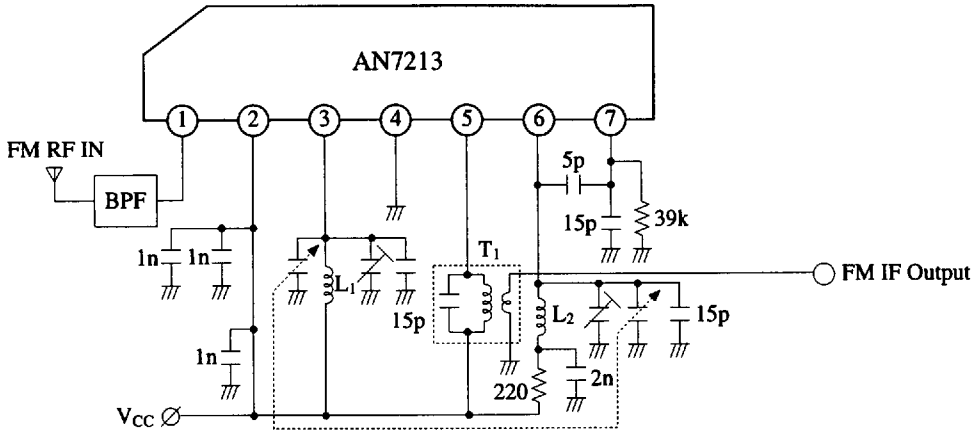 AN7213
1 2 3 4 5 6 7
FM RF IN
BPF
5p
15p
39k
1n
1n
L1
15p
T1
FM IF Output
L2
15p
1n
220
2n
VCC